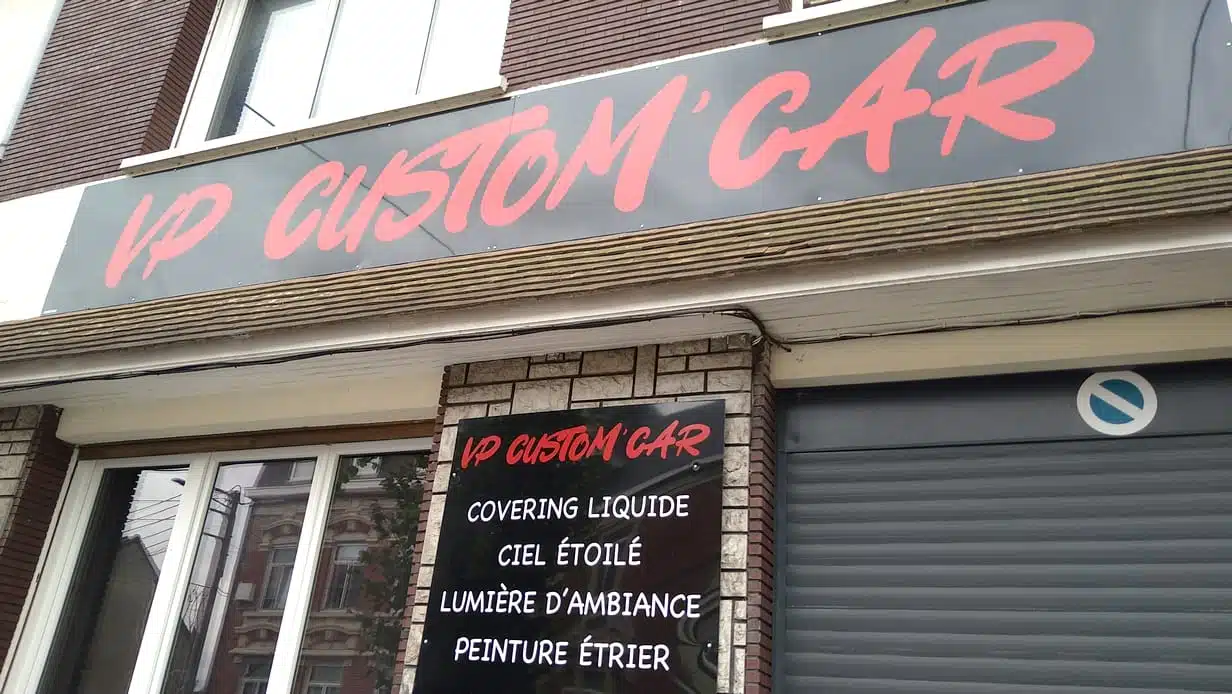 VP CUSTOM'CAR
VP CUSTOM'CAR
COVERING LIQUIDE
CIEL ÉTOILÉ
LUMIÈRE D'AMBIANCE
PEINTURE ÉTRIER